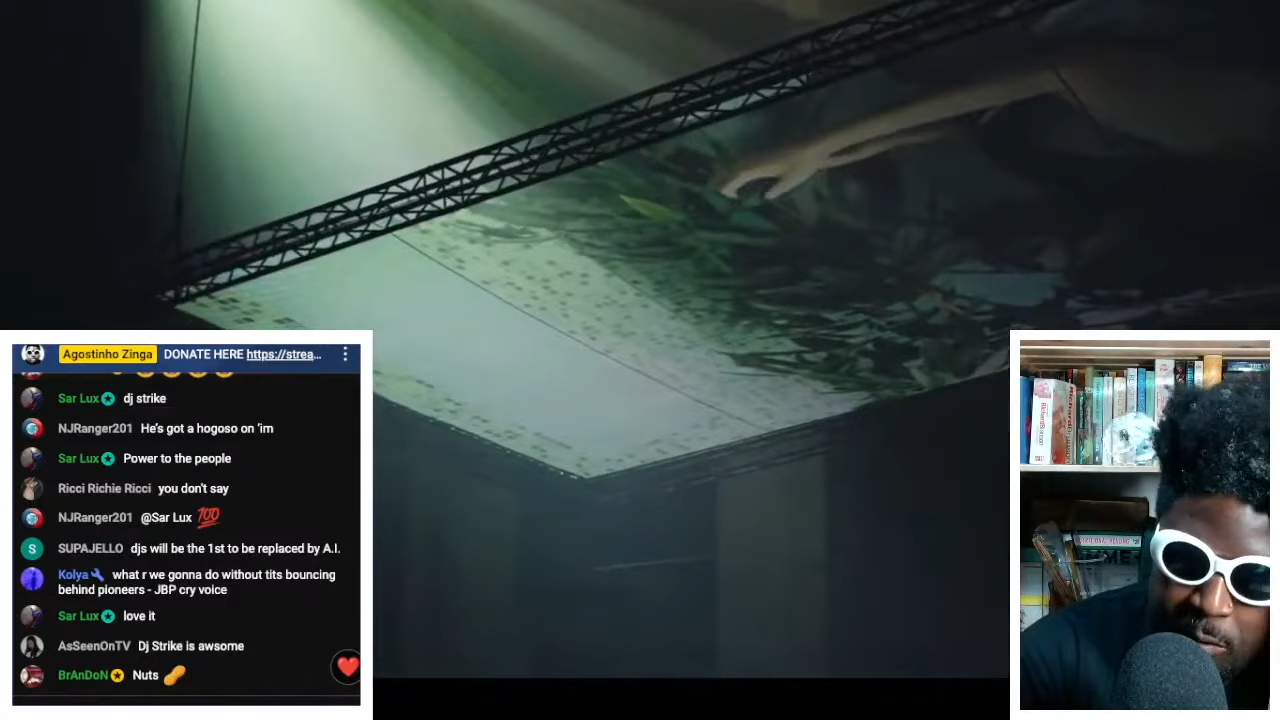 Agostinho Zinga DONATE HERE https://strea...
Sar Lux dj strike
NJRanger201 He's got a hogoso on 'im
Sar Lux Power to the people
Ricci Richie Ricci you don't say
NJRanger201 @Sar Lux 💯
S SUPAJELLO djs will be the 1st to be replaced by A.I.
Kolya what r we gonna do without tits bouncing
behind pioneers - JBP cry voice
Sar Lux love it
AsSeenOnTV Dj Strike is awsome
BrAnDoN Nuts 🥜